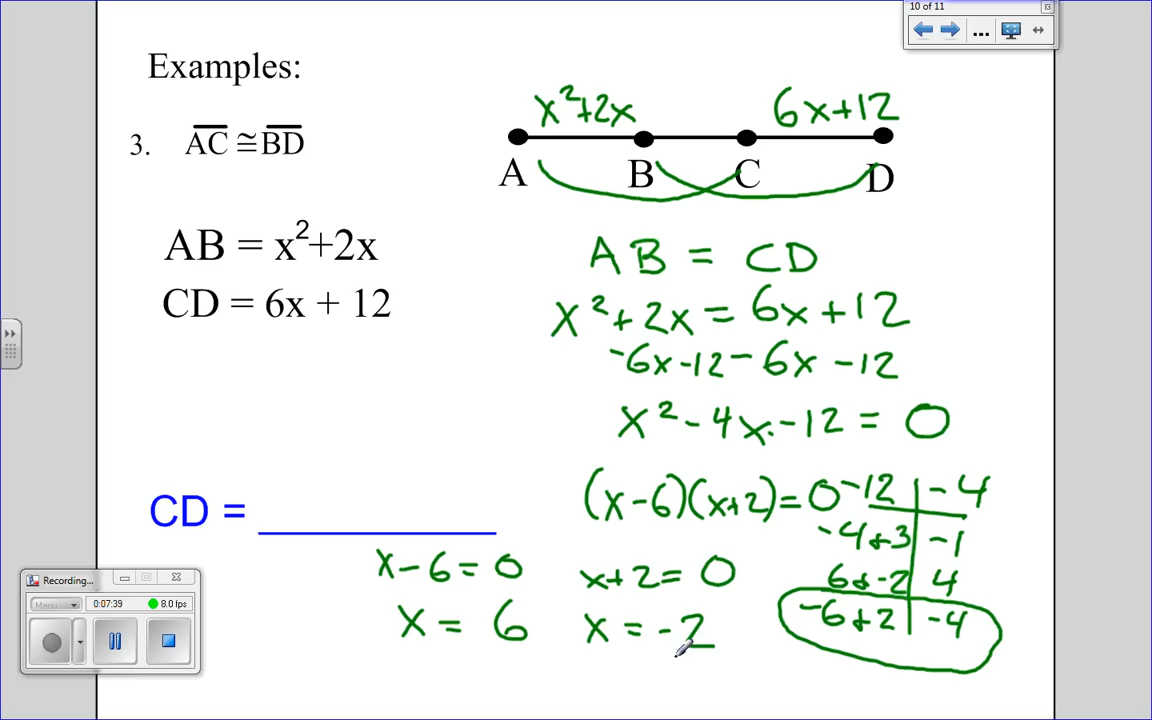 10 of 11
...
Examples:
x²+2x 6x+12
3. AC ≅ BD
A B C D
AB = x²+2x
CD = 6x + 12
AB = CD
x²+2x = 6x+12
-6x-12 -6x -12
x² - 4x - 12 = 0
(x-6)(x+2) = 0
-12 | -4
-4+3 | -1
6+-2 | 4
-6+2 | -4
CD =
x-6=0 x+2=0
x = 6 x = -2
Recording...
Menu
0:07:39 8.0 fps